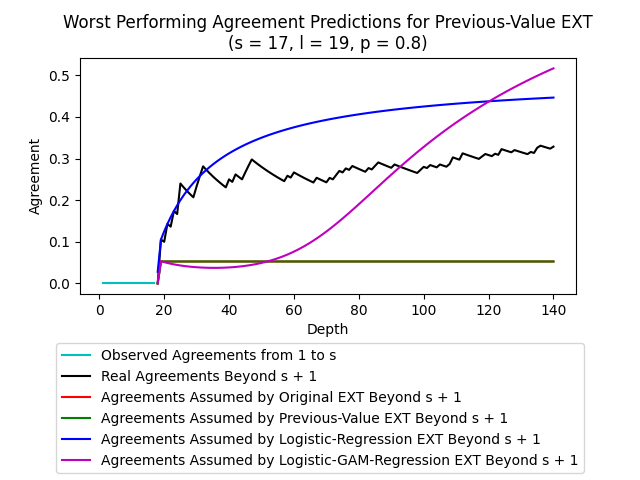 Worst Performing Agreement Predictions for Previous-Value EXT
(s = 17, l = 19, p = 0.8)
0.5
0.4
0.3
0.2
0.1
0.0
Agreement
0 20 40 60 80 100 120 140
Depth
Observed Agreements from 1 to s
Real Agreements Beyond s + 1
Agreements Assumed by Original EXT Beyond s + 1
Agreements Assumed by Previous-Value EXT Beyond s + 1
Agreements Assumed by Logistic-Regression EXT Beyond s + 1
Agreements Assumed by Logistic-GAM-Regression EXT Beyond s + 1